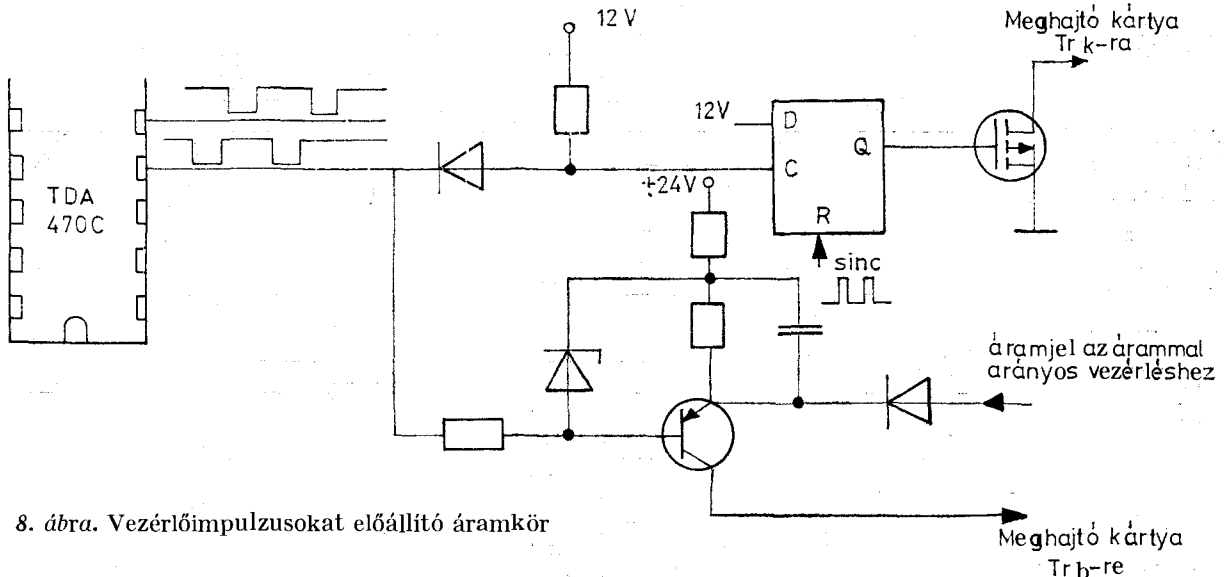 12 V
Meghajtó kártya
Tr k-ra
12V
D
Q
C
R
TDA
470C
+24V
sinc
áramjel az árammal
arányos vezérléshez
8. ábra. Vezérlőimpulzusokat előállító áramkör
Meghajtó kártya
Tr b-re